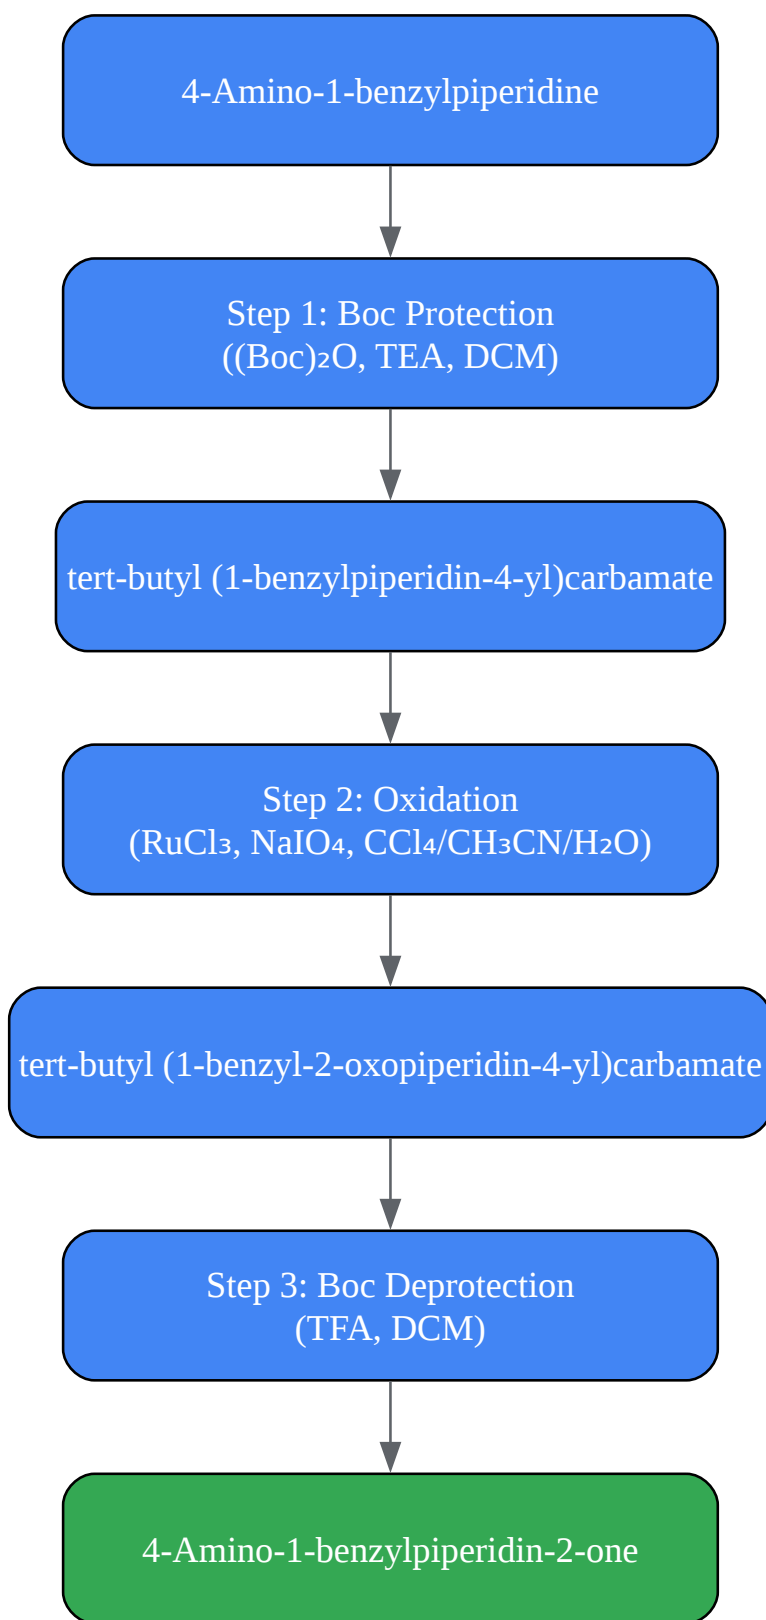 4-Amino-1-benzylpiperidine
Step 1: Boc Protection
((Boc)₂O, TEA, DCM)
tert-butyl (1-benzylpiperidin-4-yl)carbamate
Step 2: Oxidation
(RuCl₃, NaIO₄, CCl₄/CH₃CN/H₂O)
tert-butyl (1-benzyl-2-oxopiperidin-4-yl)carbamate
Step 3: Boc Deprotection
(TFA, DCM)
4-Amino-1-benzylpiperidin-2-one